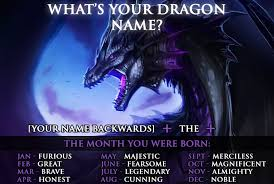 WHAT'S YOUR DRAGON
NAME?
[YOUR NAME BACKWARDS] + THE +
THE MONTH YOU WERE BORN:
JAN - FURIOUS MAY - MAJESTIC SEPT - MERCILESS
FEB - GREAT JUNE - FEARSOME OCT - MAGNIFICENT
MAR - BRAVE JULY - LEGENDARY NOV - ALMIGHTY
APR - HONEST AUG - CUNNING DEC - NOBLE